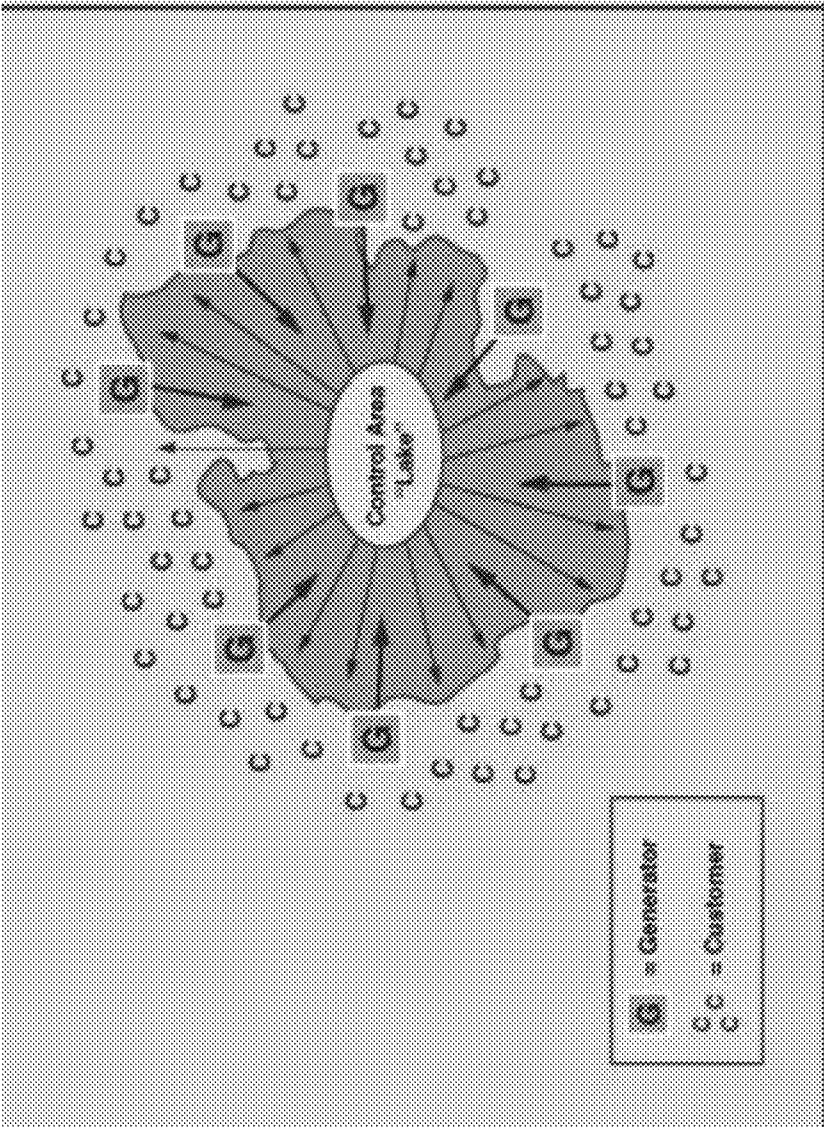 C C C C
C C C C G C C
C C C C C C
C G C C G C
C C C C C
C C
C G G C
Control Area
"Lake"
C C C C
C C C
C C C C
C C C G
C G C
C C C C C
C C G C C C C
C C C C C C
C
G = Generator
C C C = Customer